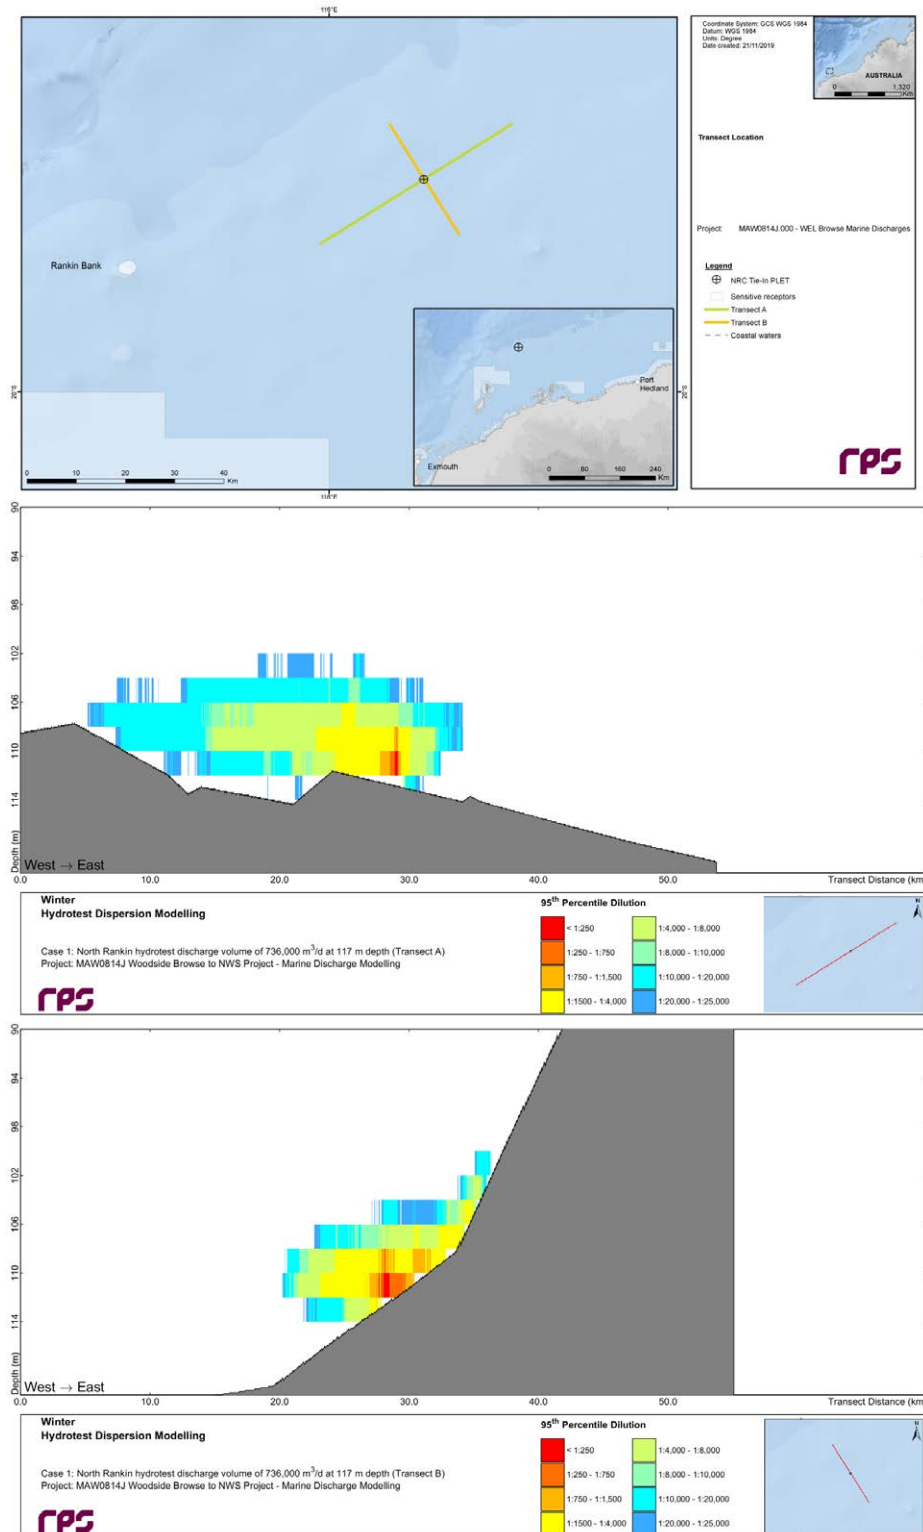 116°E
Rankin Bank
20°S
20°S
0 10 20 30 40
Km
116°E
Port
Hedland
Exmouth
0 80 160 240
Km
Coordinate System: GCS WGS 1984
Datum: WGS 1984
Units: Degree
Date created: 21/11/2019
AUSTRALIA
0 1,320
Km
Transect Location
Project: MAW0814J.000 - WEL Browse Marine Discharges
Legend
NRC Tie-In PLET
Sensitive receptors
Transect A
Transect B
Coastal waters
rps
90
94
98
102
106
110
114
Depth (m)
West → East
0.0 10.0 20.0 30.0 40.0 50.0 Transect Distance (km
Winter
Hydrotest Dispersion Modelling
Case 1: North Rankin hydrotest discharge volume of 736,000 m³/d at 117 m depth (Transect A)
Project: MAW0814J Woodside Browse to NWS Project - Marine Discharge Modelling
rps
95th Percentile Dilution
< 1:250
1:250 - 1:750
1:750 - 1:1,500
1:1500 - 1:4,000
1:4,000 - 1:8,000
1:8,000 - 1:10,000
1:10,000 - 1:20,000
1:20,000 - 1:25,000
N
90
94
98
102
106
110
114
Depth (m)
West → East
0.0 10.0 20.0 30.0 40.0 50.0 Transect Distance (km
Winter
Hydrotest Dispersion Modelling
Case 1: North Rankin hydrotest discharge volume of 736,000 m³/d at 117 m depth (Transect B)
Project: MAW0814J Woodside Browse to NWS Project - Marine Discharge Modelling
rps
95th Percentile Dilution
< 1:250
1:250 - 1:750
1:750 - 1:1,500
1:1500 - 1:4,000
1:4,000 - 1:8,000
1:8,000 - 1:10,000
1:10,000 - 1:20,000
1:20,000 - 1:25,000
N